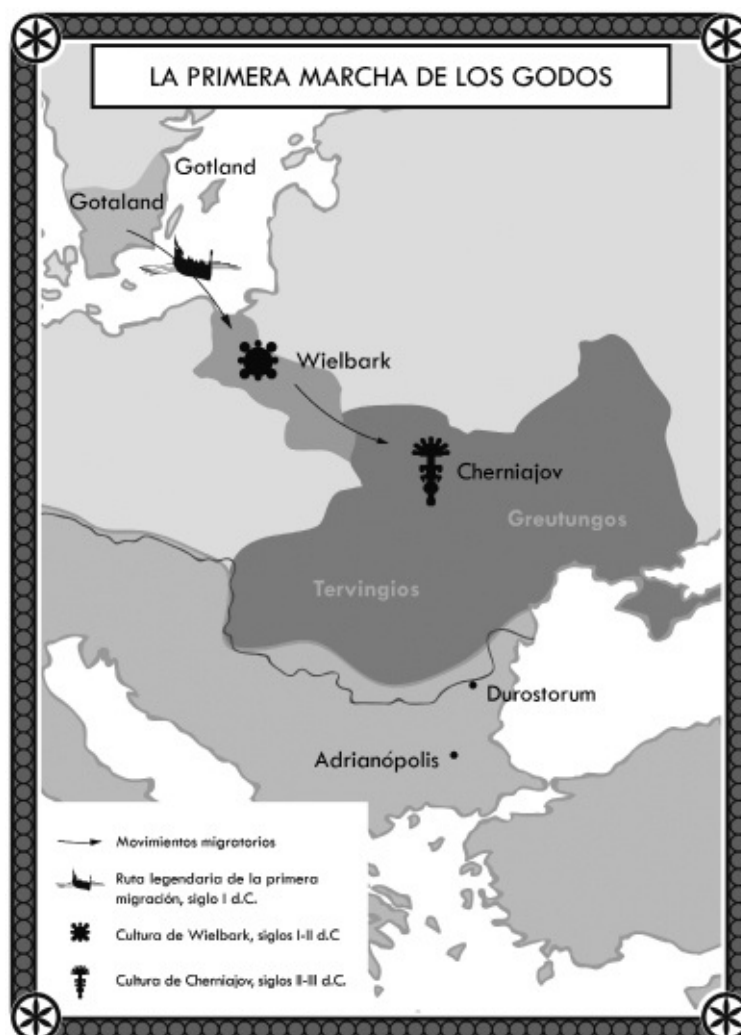 LA PRIMERA MARCHA DE LOS GODOS
Gotland
Gotaland
Wielbark
Cherniajov
Greutungos
Tervingios
Durostorum
Adrianópolis
Movimientos migratorios
Ruta legendaria de la primera
migración, siglo I d.C.
Cultura de Wielbark, siglos I-II d.C
Cultura de Cherniajov, siglos II-III d.C.